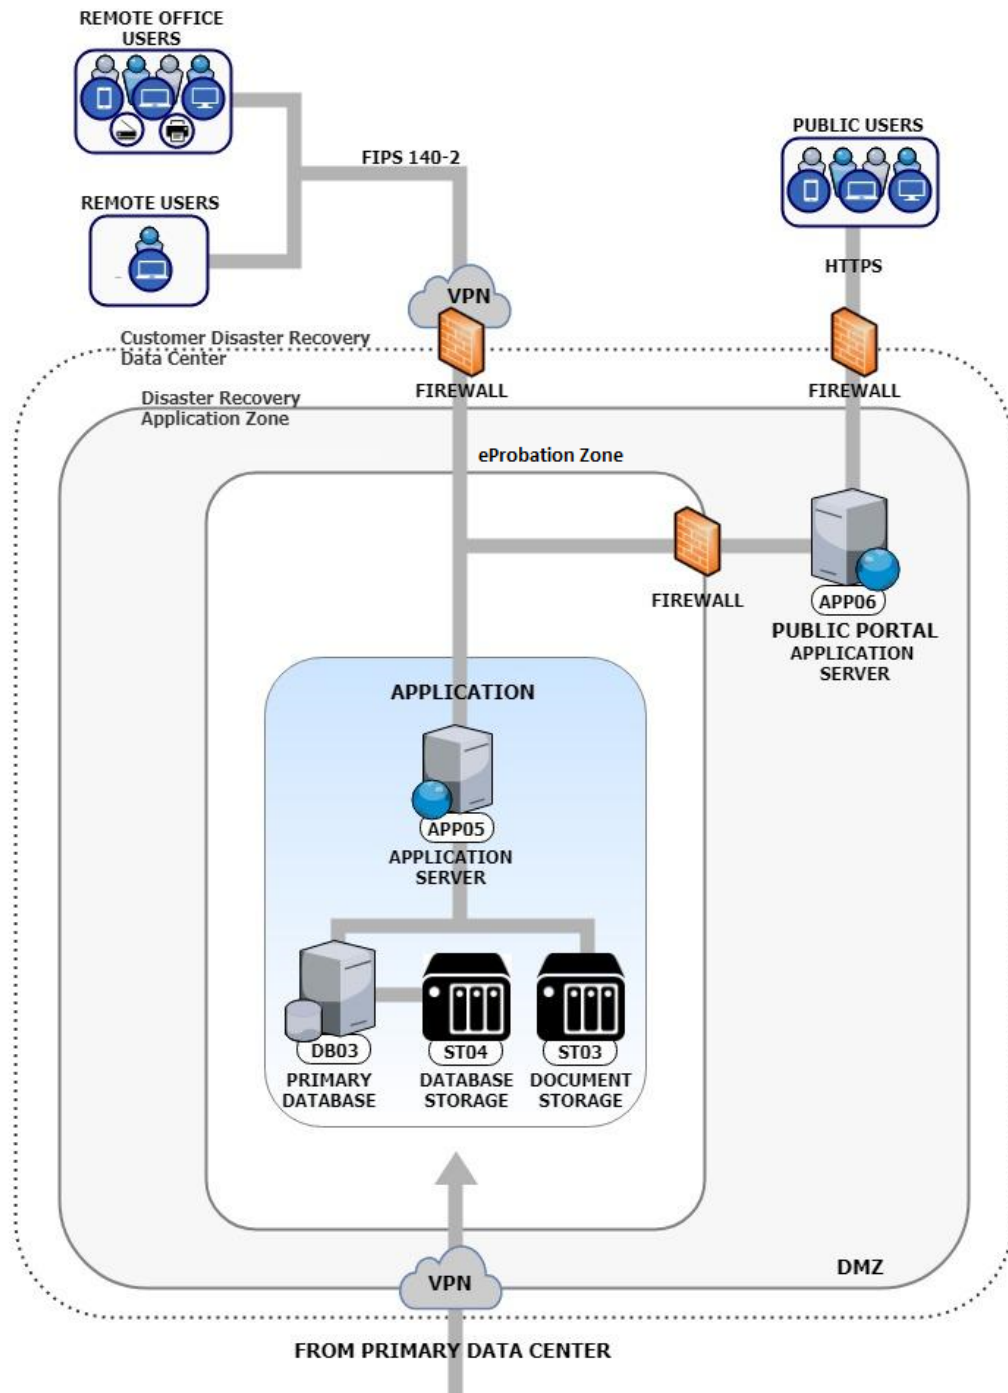 REMOTE OFFICE
USERS
PUBLIC USERS
FIPS 140-2
REMOTE USERS
HTTPS
VPN
Customer Disaster Recovery
Data Center
FIREWALL
FIREWALL
Disaster Recovery
Application Zone
eProbation Zone
FIREWALL
APP06
PUBLIC PORTAL
APPLICATION
SERVER
APPLICATION
APP05
APPLICATION
SERVER
DB03
ST04
ST03
PRIMARY
DATABASE
DATABASE
STORAGE
DOCUMENT
STORAGE
DMZ
VPN
FROM PRIMARY DATA CENTER